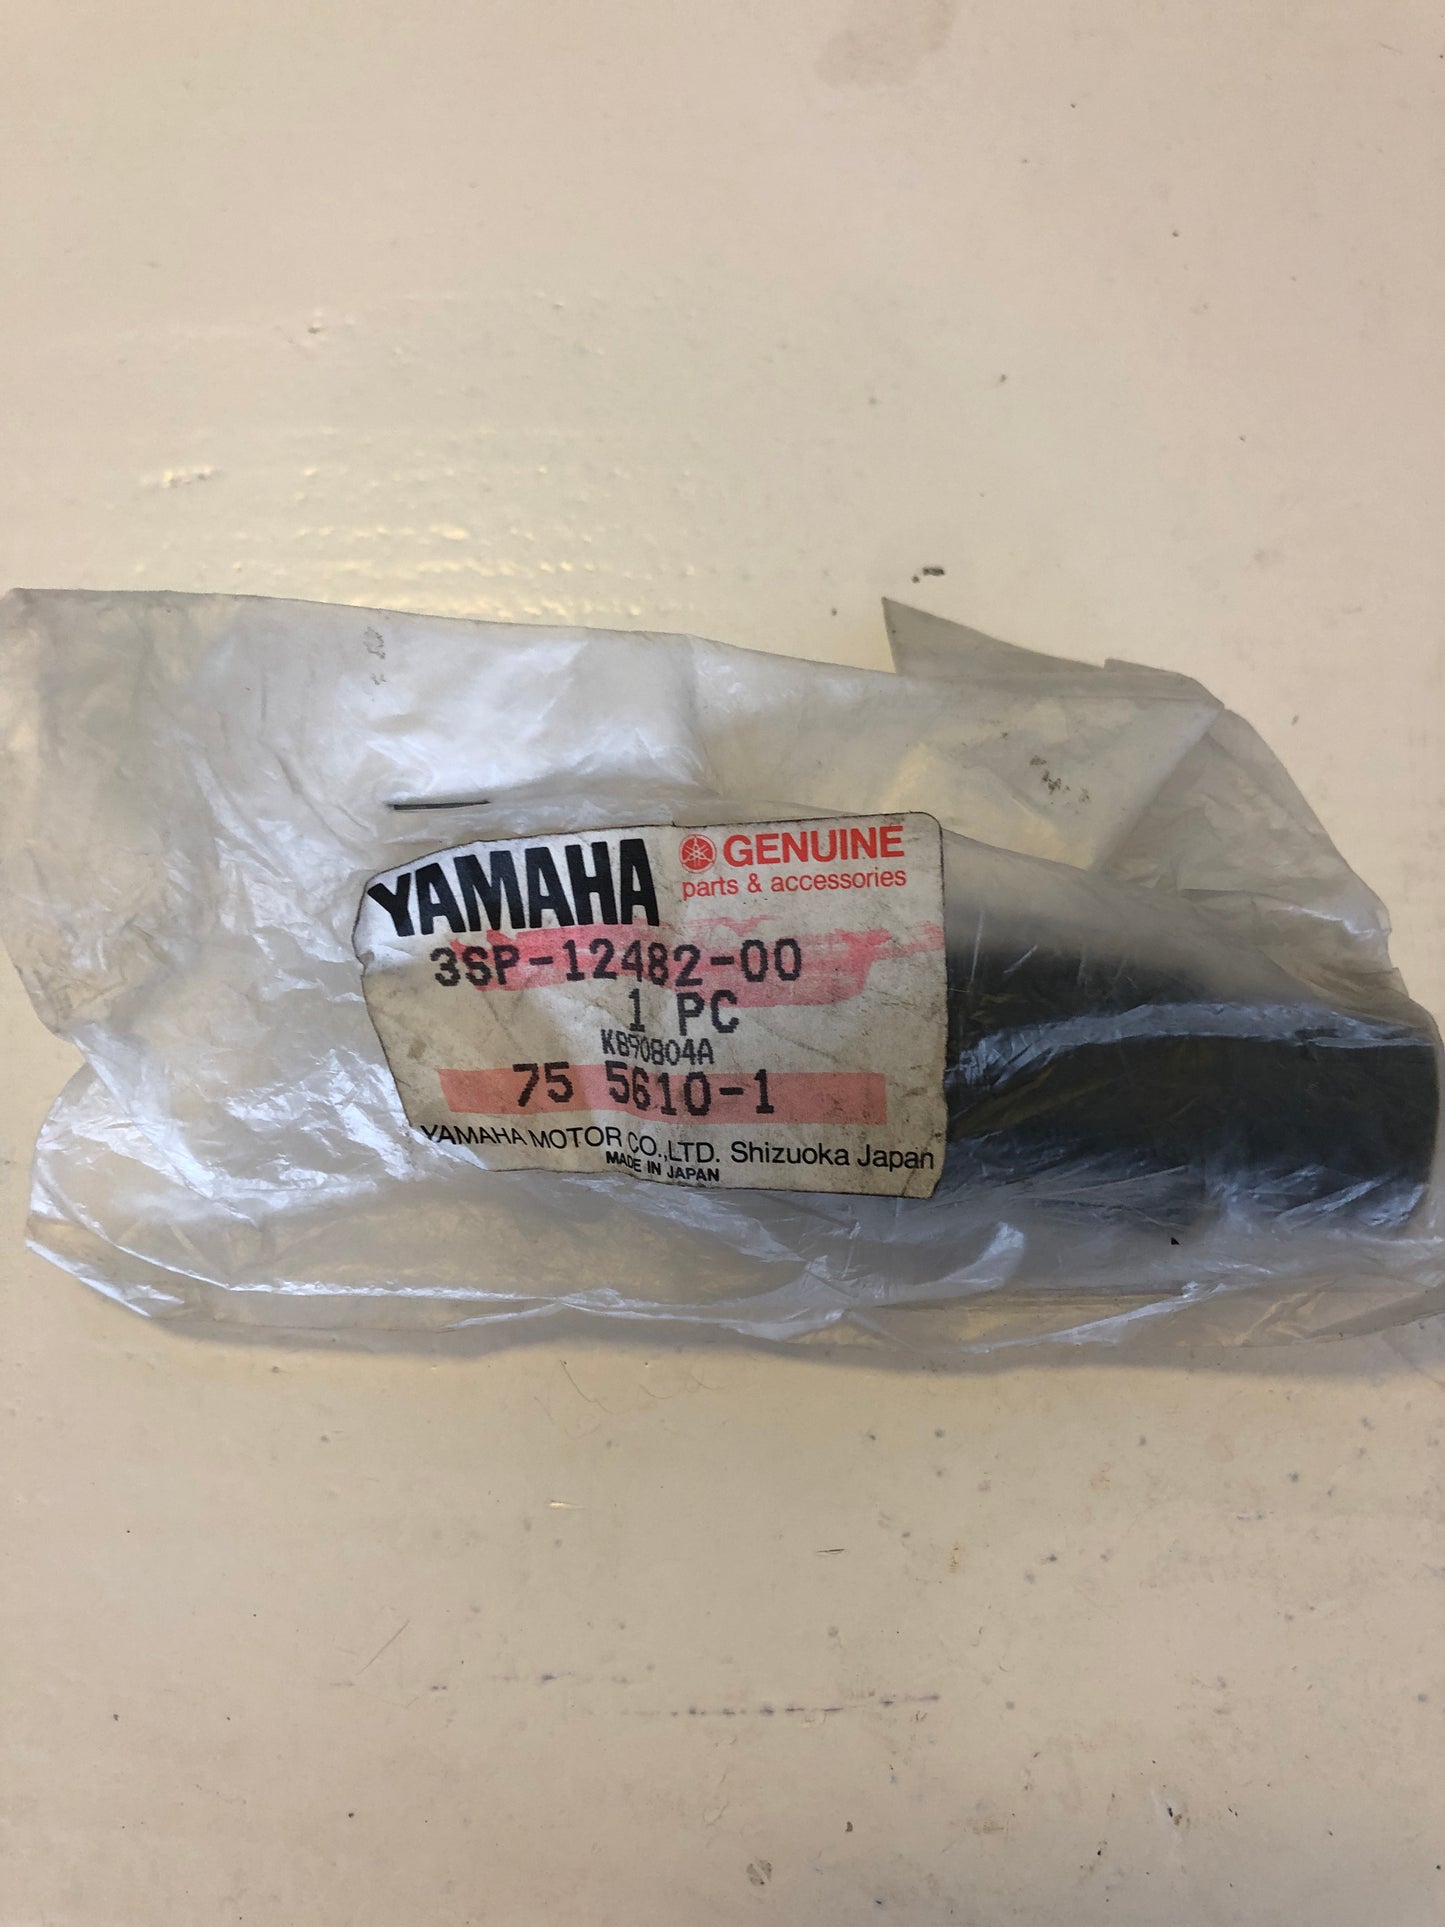 YAMAHA
GENUINE
parts & accessories
3SP-12482-00
1 PC
K890804A
75 5610-1
YAMAHA MOTOR CO.,LTD. Shizuoka Japan
MADE IN JAPAN